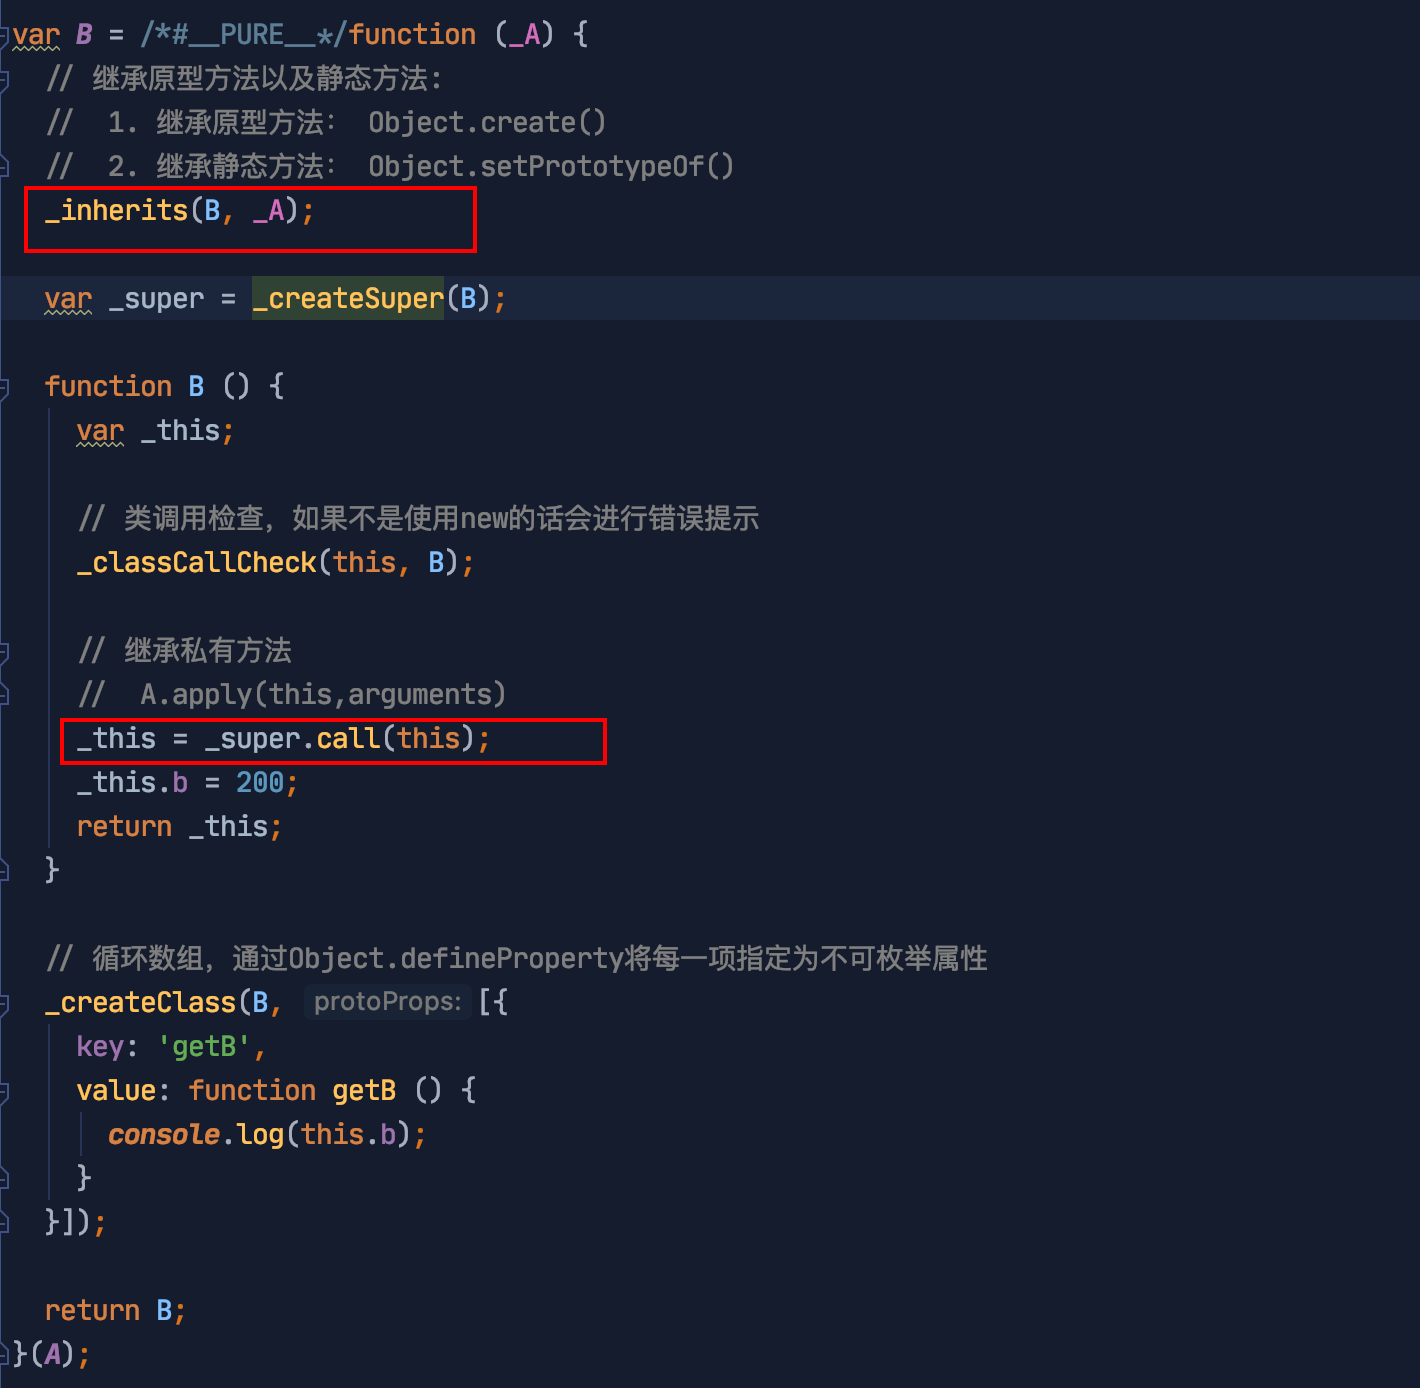 var B = /*#__PURE__*/function (_A) {
// 继承原型方法以及静态方法：
//  1. 继承原型方法： Object.create()
//  2. 继承静态方法： Object.setPrototypeOf()
_inherits(B, _A);
var _super = _createSuper(B);
function B () {
var _this;
// 类调用检查，如果不是使用new的话会进行错误提示
_classCallCheck(this, B);
// 继承私有方法
//  A.apply(this,arguments)
_this = _super.call(this);
_this.b = 200;
return _this;
}
// 循环数组，通过Object.defineProperty将每一项指定为不可枚举属性
_createClass(B, protoProps: [{
key: 'getB',
value: function getB () {
console.log(this.b);
}
}]);
return B;
}(A);